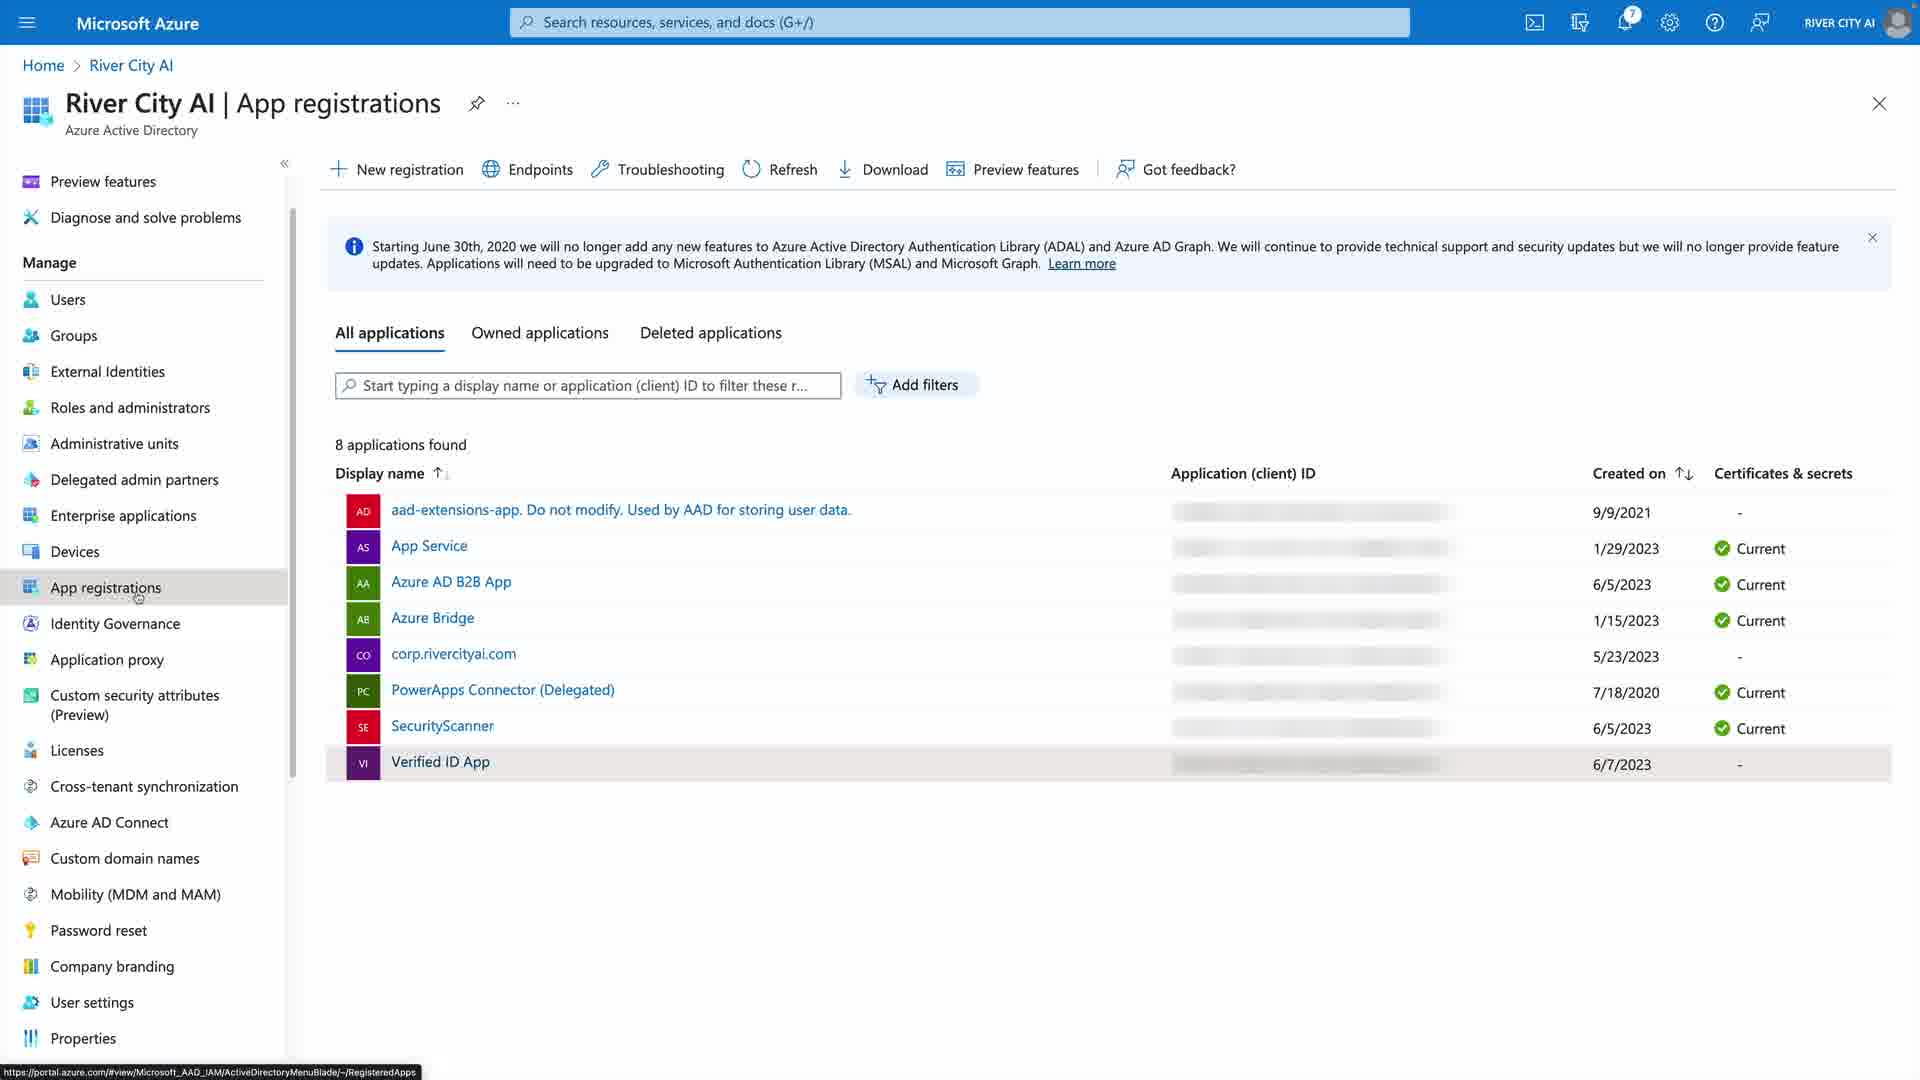 Microsoft Azure
Search resources, services, and docs (G+/)
7
RIVER CITY AI
Home > River City AI
River City AI | App registrations
...
Azure Active Directory
«
Preview features
Diagnose and solve problems
Manage
Users
Groups
External Identities
Roles and administrators
Administrative units
Delegated admin partners
Enterprise applications
Devices
App registrations
Identity Governance
Application proxy
Custom security attributes
(Preview)
Licenses
Cross-tenant synchronization
Azure AD Connect
Custom domain names
Mobility (MDM and MAM)
Password reset
Company branding
User settings
Properties
New registration Endpoints Troubleshooting Refresh Download Preview features | Got feedback?
Starting June 30th, 2020 we will no longer add any new features to Azure Active Directory Authentication Library (ADAL) and Azure AD Graph. We will continue to provide technical support and security updates but we will no longer provide feature
updates. Applications will need to be upgraded to Microsoft Authentication Library (MSAL) and Microsoft Graph. Learn more
All applications Owned applications Deleted applications
Start typing a display name or application (client) ID to filter these r...
Add filters
8 applications found
Display name Application (client) ID Created on Certificates & secrets
AD aad-extensions-app. Do not modify. Used by AAD for storing user data. 9/9/2021 -
AS App Service 1/29/2023 Current
AA Azure AD B2B App 6/5/2023 Current
AB Azure Bridge 1/15/2023 Current
CO corp.rivercityai.com 5/23/2023 -
PC PowerApps Connector (Delegated) 7/18/2020 Current
SE SecurityScanner 6/5/2023 Current
VI Verified ID App 6/7/2023 -
https://portal.azure.com/#view/Microsoft_AAD_IAM/ActiveDirectoryMenuBlade/~/RegisteredApps